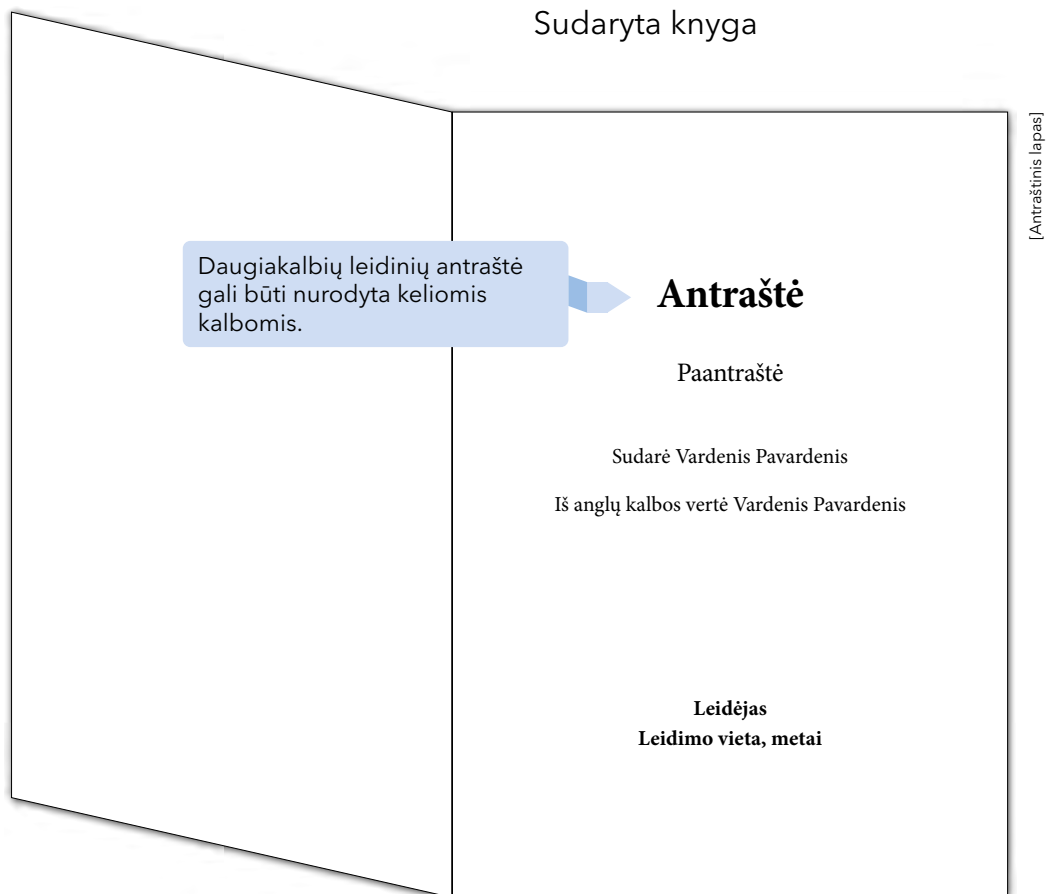 Sudaryta knyga
[Antraštinis lapas]
Daugiakalbių leidinių antraštė
gali būti nurodyta keliomis
kalbomis.
Antraštė
Paantraštė
Sudarė Vardenis Pavardenis
Iš anglų kalbos vertė Vardenis Pavardenis
Leidėjas
Leidimo vieta, metai